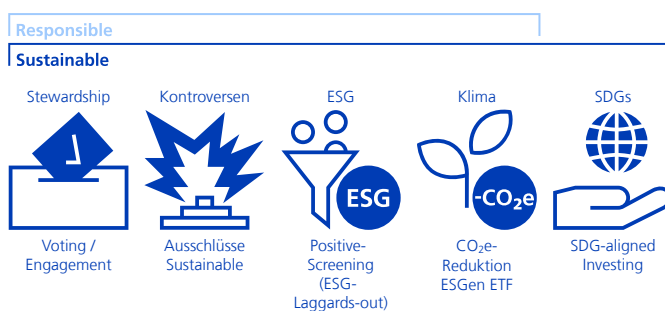 Responsible
Sustainable
Stewardship
Kontroversen
ESG
Klima
SDGs
ESG
-CO₂e
Voting /
Engagement
Ausschlüsse
Sustainable
Positive-
Screening
(ESG-
Laggards-out)
CO₂e-
Reduktion
ESGen ETF
SDG-aligned
Investing